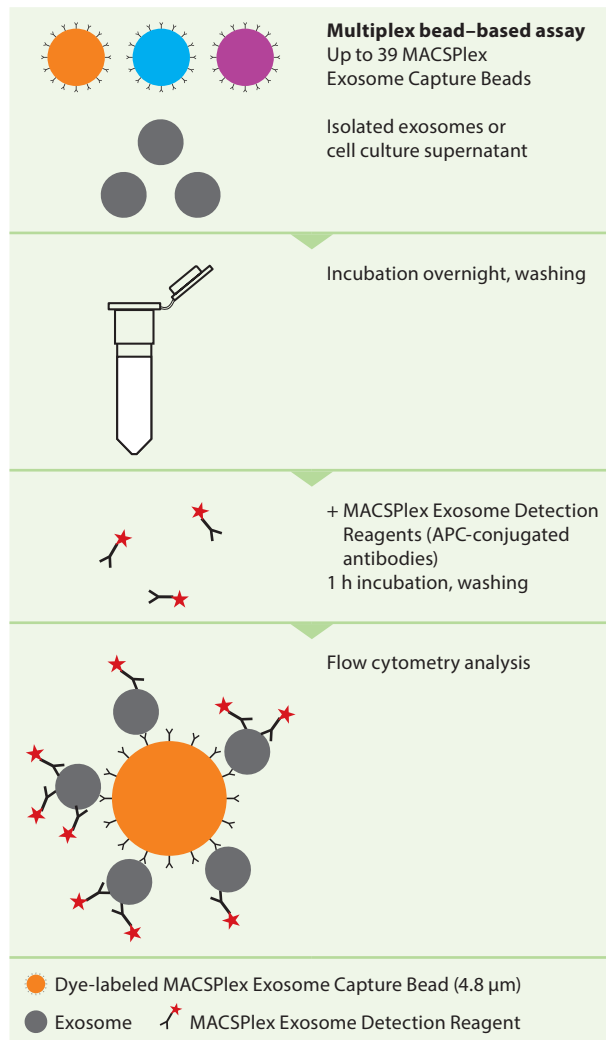 Multiplex bead–based assay
Up to 39 MACSPlex
Exosome Capture Beads
Isolated exosomes or
cell culture supernatant
Incubation overnight, washing
+ MACSPlex Exosome Detection
Reagents (APC-conjugated
antibodies)
1 h incubation, washing
Flow cytometry analysis
Dye-labeled MACSPlex Exosome Capture Bead (4.8 µm)
Exosome MACSPlex Exosome Detection Reagent